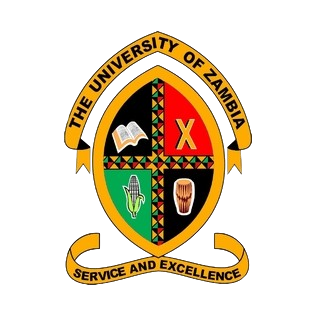 THE UNIVERSITY OF ZAMBIA
SERVICE AND EXCELLENCE